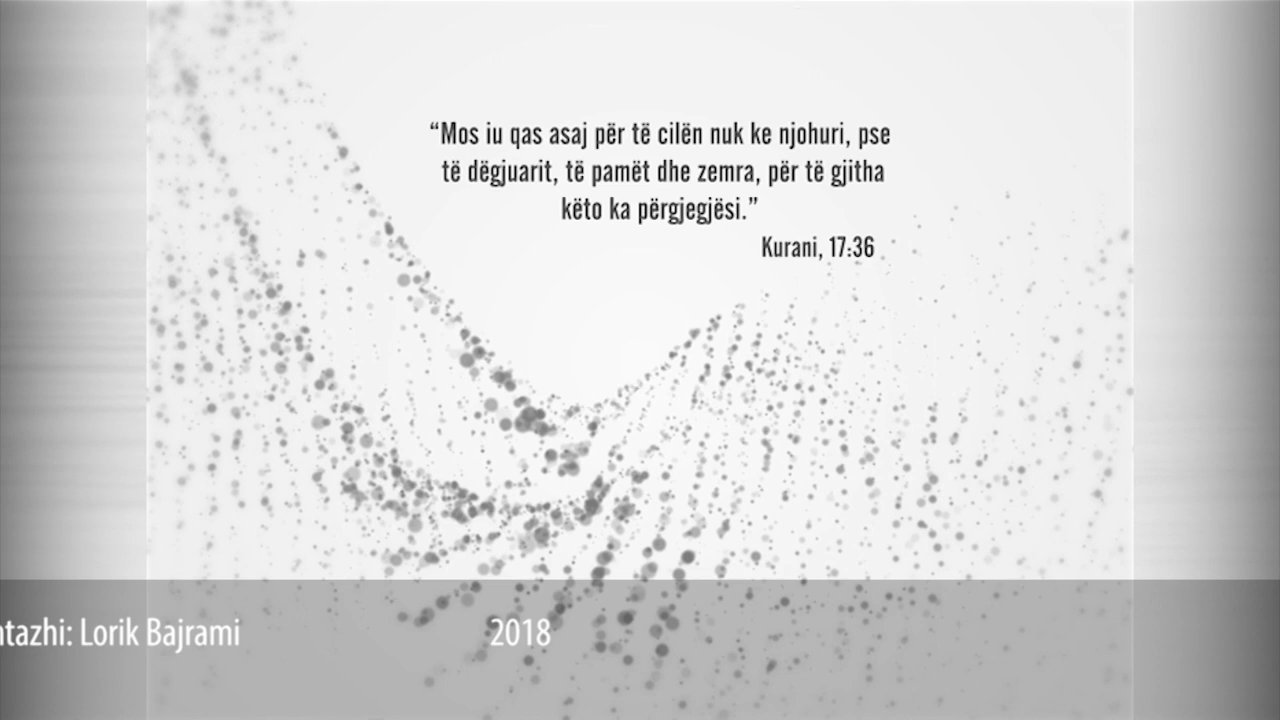 “Mos iu qas asaj për të cilën nuk ke njohuri, pse
të dëgjuarit, të pamët dhe zemra, për të gjitha
këto ka përgjegjësi.”
Kurani, 17:36
Lorik Bajrami 2018